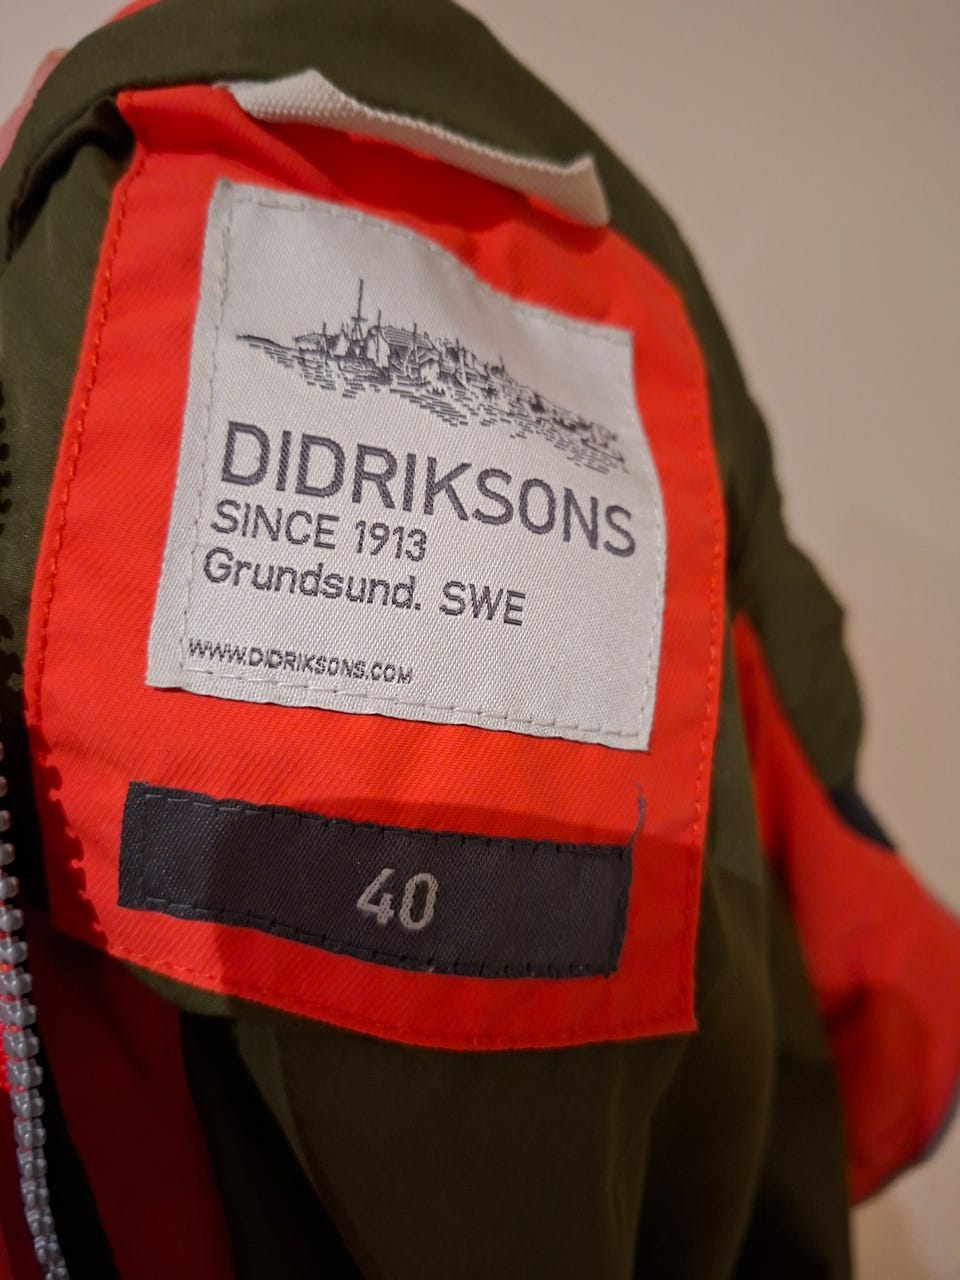 DIDRIKSONS
SINCE 1913
Grundsund. SWE
WWW.DIDRIKSONS.COM
40